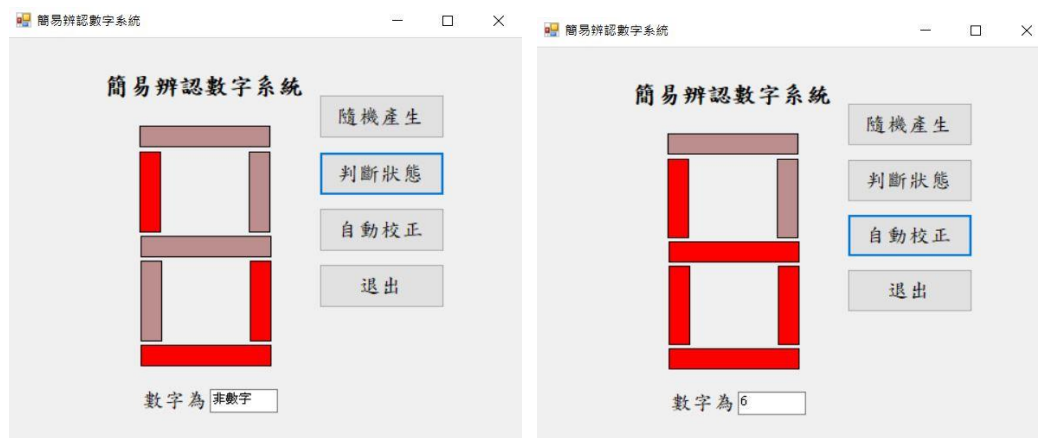 簡易辨認數字系統
簡易辨認數字系統
隨機產生
判斷狀態
自動校正
退出
數字為 非數字
簡易辨認數字系統
簡易辨認數字系統
隨機產生
判斷狀態
自動校正
退出
數字為 6